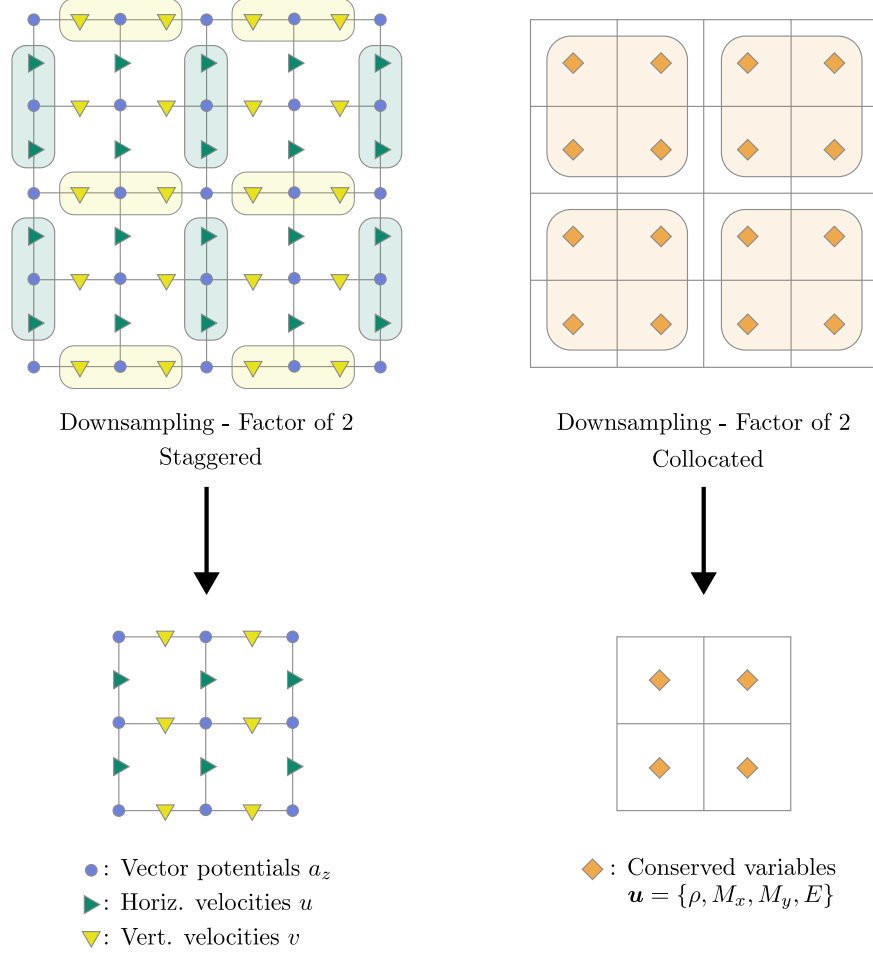 Downsampling - Factor of 2
Staggered
Downsampling - Factor of 2
Collocated
: Vector potentials a_z
: Horiz. velocities u
: Vert. velocities v
: Conserved variables
u = {ρ, M_x, M_y, E}